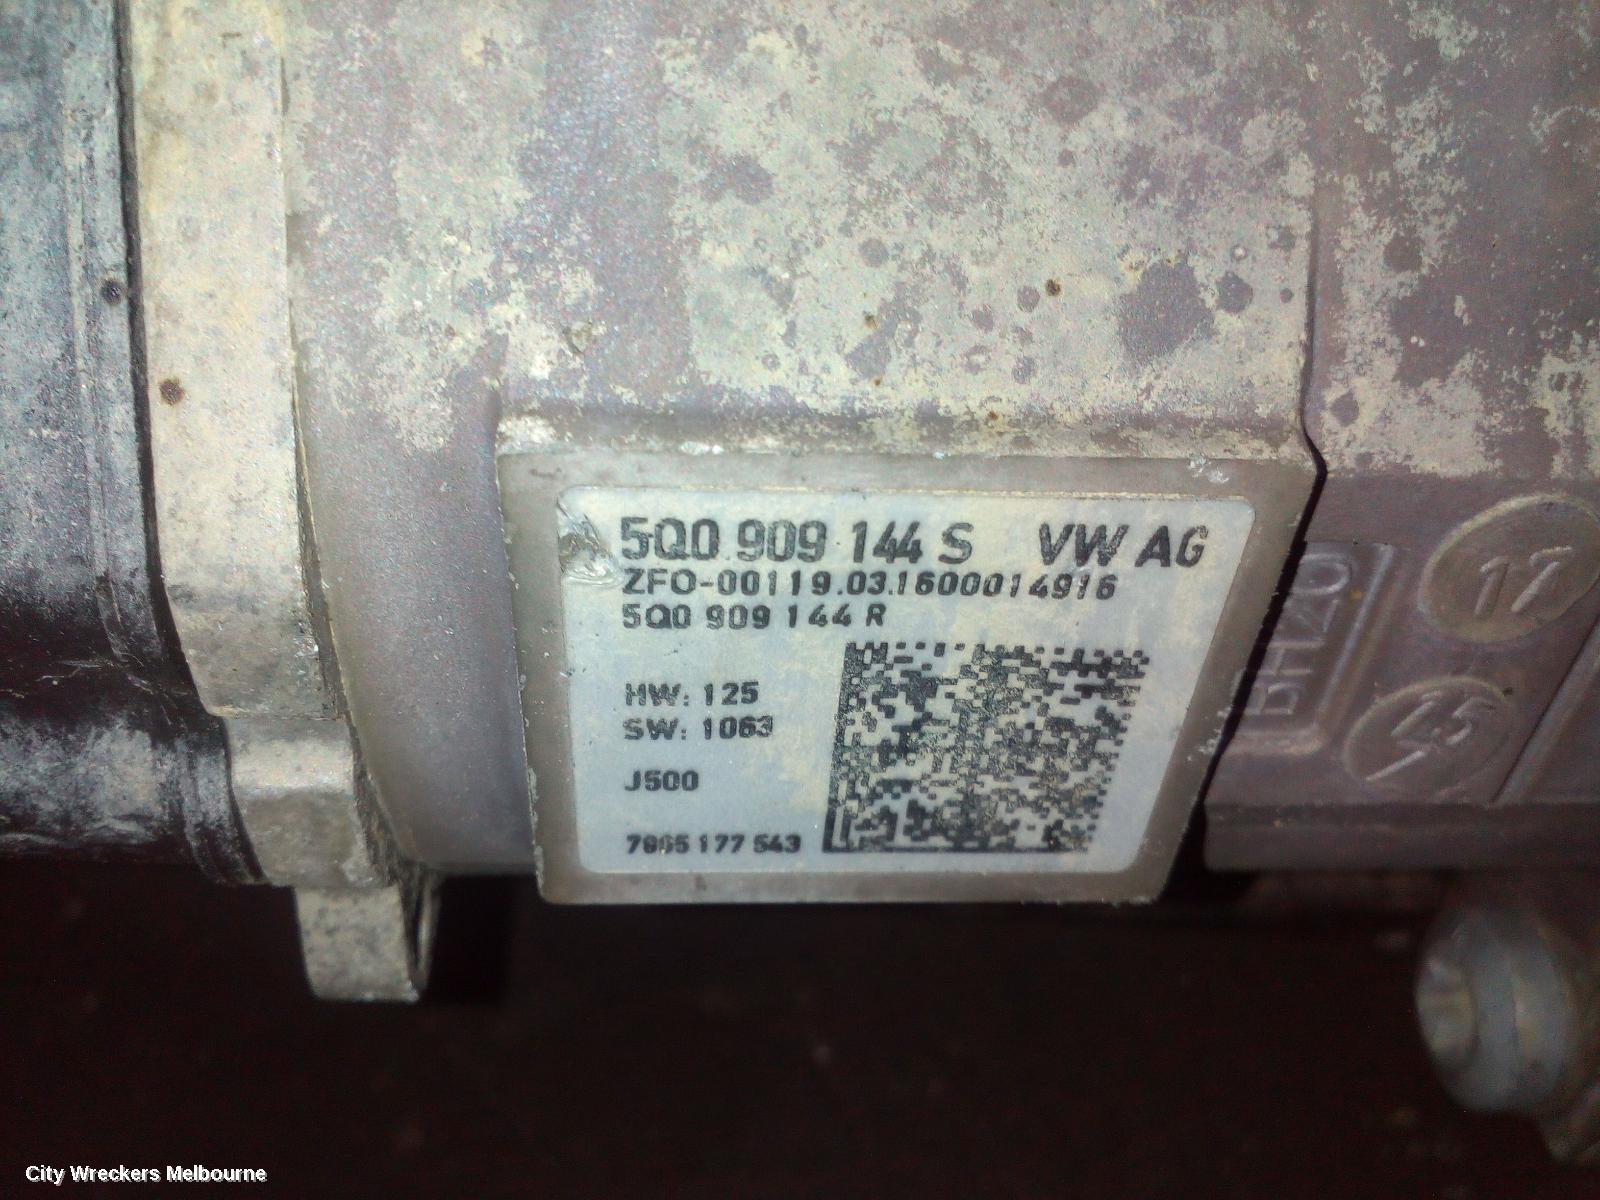 5Q0 909 144 S VW AG
ZFO-00119.03.1600014916
5Q0 909 144 R
HW: 125
SW: 1063
J500
7865 177 543
17
15
City Wreckers Melbourne